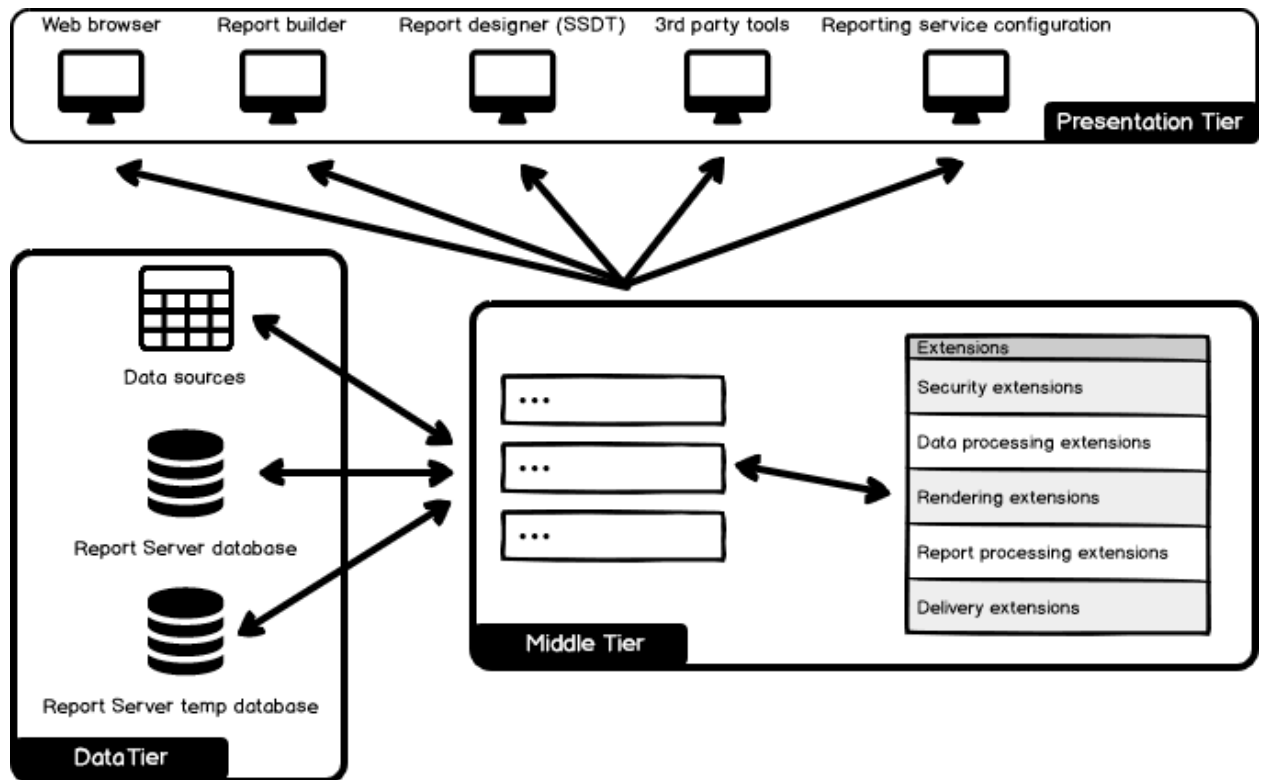 Web browser
Report builder
Report designer (SSDT)
3rd party tools
Reporting service configuration
Presentation Tier
Data sources
Report Server database
Report Server temp database
DataTier
...
...
...
Middle Tier
Extensions
Security extensions
Data processing extensions
Rendering extensions
Report processing extensions
Delivery extensions